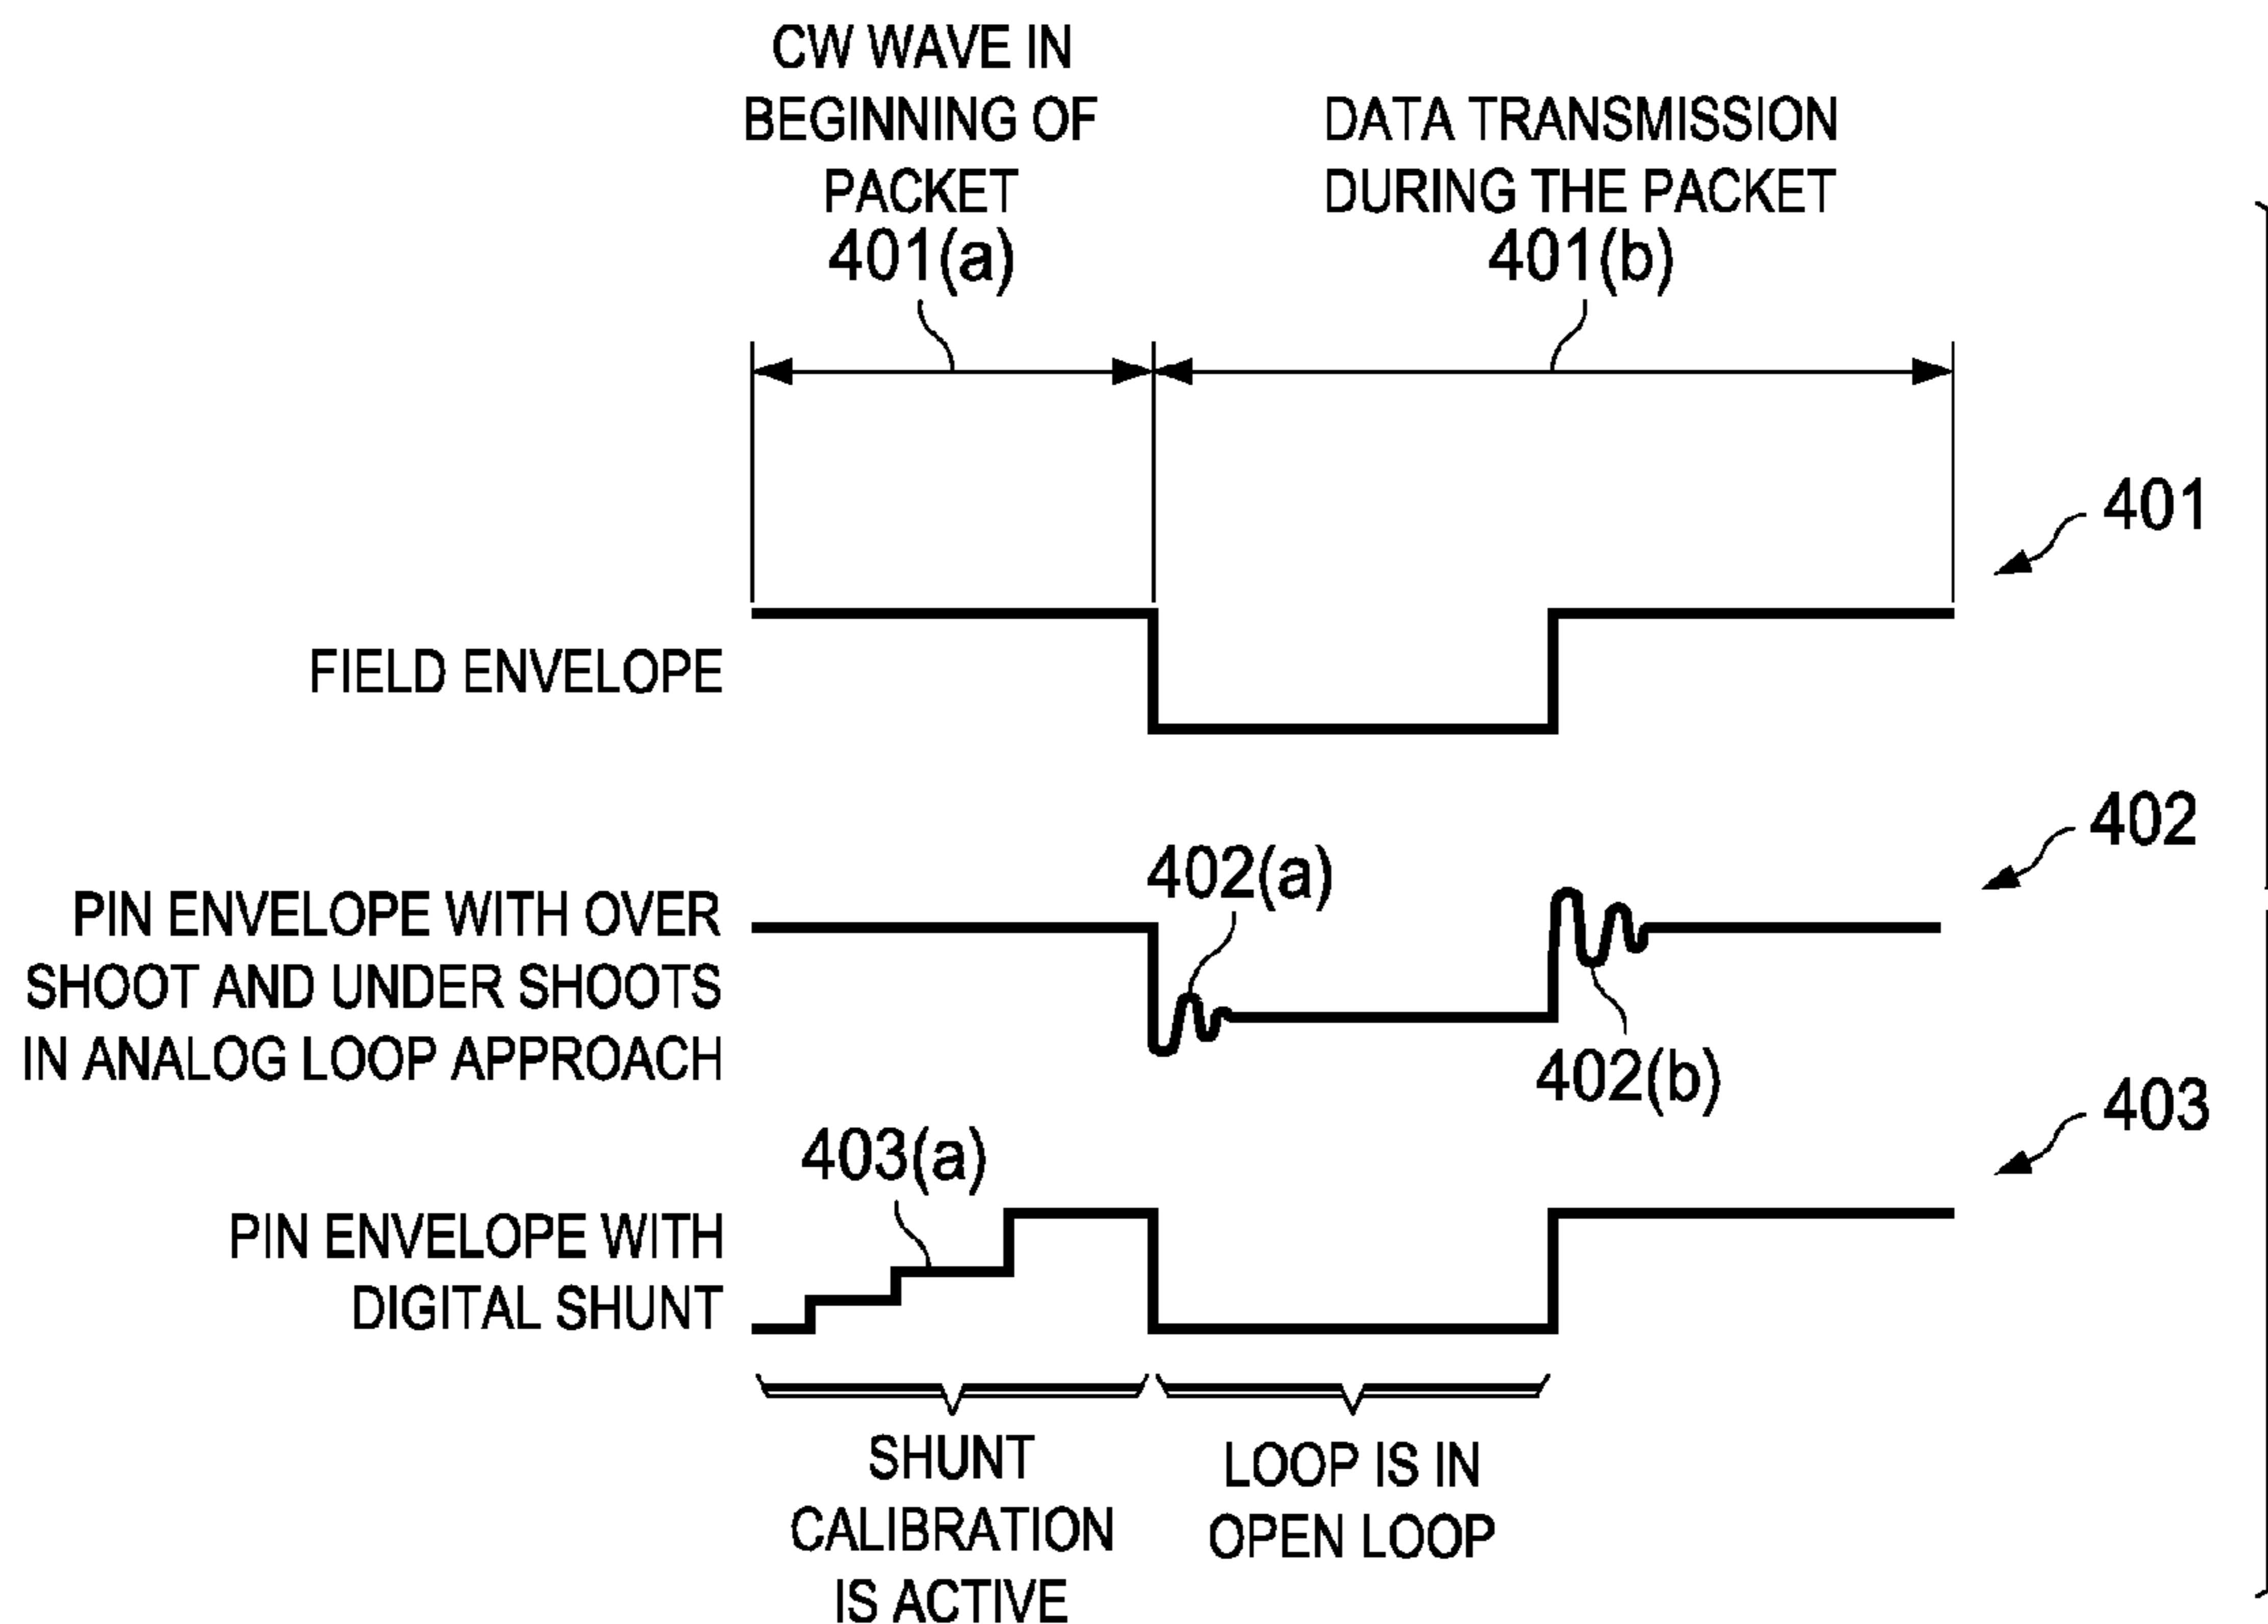 CW WAVE IN
BEGINNING OF
PACKET
401(a)
DATA TRANSMISSION
DURING THE PACKET
401(b)
401
FIELD ENVELOPE
402
402(a)
PIN ENVELOPE WITH OVER
SHOOT AND UNDER SHOOTS
IN ANALOG LOOP APPROACH
402(b)
403
403(a)
PIN ENVELOPE WITH
DIGITAL SHUNT
SHUNT
CALIBRATION
IS ACTIVE
LOOP IS IN
OPEN LOOP